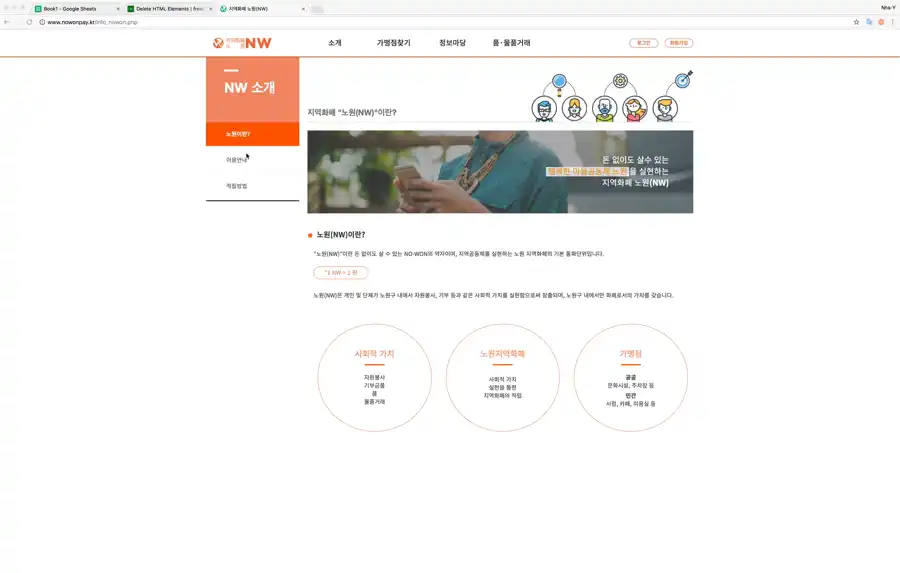 Book1 - Google Sheets
Delete HTML Elements | free
지역화폐 노원(NW)
Nha-Y
www.nowonpay.kr/info_nowon.php
지역화폐
노 원 NW
소개
가맹점찾기
정보마당
품·물품거래
로그인
회원가입
NW 소개
노원이란?
이용안내
적립방법
지역화폐 "노원(NW)"이란?
돈 없이도 살수 있는
행복한 마을공동체 노원을 실현하는
지역화폐 노원(NW)
노원(NW)이란?
"노원(NW)"이란 돈 없이도 살 수 있는 NO-WON의 약자이며, 지역공동체를 실현하는 노원 지역화폐의 기본 통화단위입니다.
노원(NW)은 개인 및 단체가 노원구 내에서 자원봉사, 기부 등과 같은 사회적 가치를 실현함으로써 창출되며, 노원구 내에서만 화폐로서의 가치를 갖습니다.
사회적 가치
자원봉사
기부금품
품
물품거래
노원지역화폐
사회적 가치
실현을 통한
지역화폐의 적립
가맹점
공공
문화시설, 주차장 등
민간
서점, 카페, 미용실 등